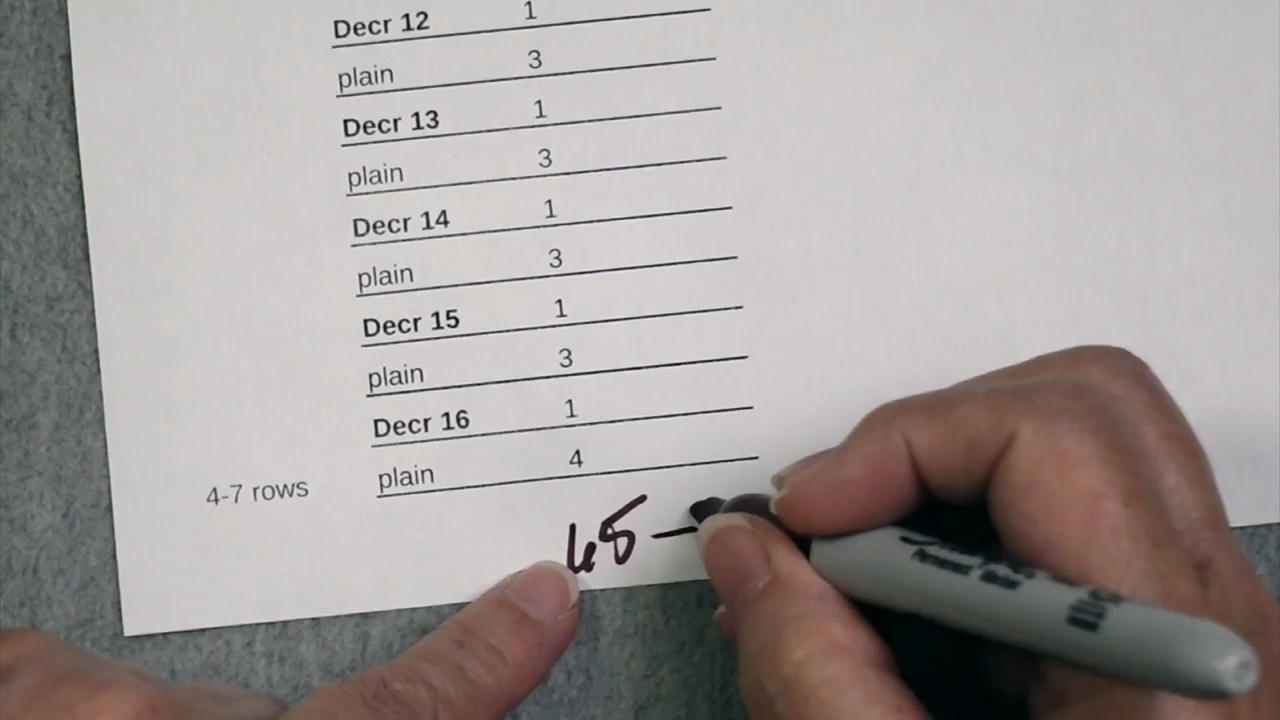 Decr 12 1
plain 3
Decr 13 1
plain 3
Decr 14 1
plain 3
Decr 15 1
plain 3
Decr 16 1
4-7 rows plain 4
68 —